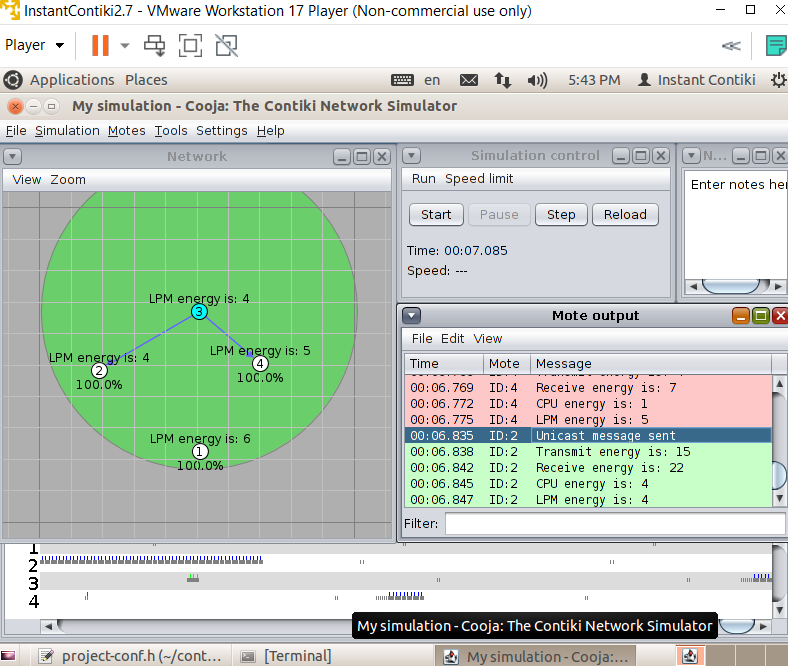 InstantContiki2.7 - VMware Workstation 17 Player (Non-commercial use only)
Player
Applications Places en 5:43 PM Instant Contiki
My simulation - Cooja: The Contiki Network Simulator
File Simulation Motes Tools Settings Help
Network
View Zoom
LPM energy is: 4
3
LPM energy is: 4
2
100.0%
LPM energy is: 5
4
100.0%
LPM energy is: 6
1
100.0%
Simulation control
Run Speed limit
Start Pause Step Reload
Time: 00:07.085
Speed: ---
N...
Enter notes her
Mote output
File Edit View
Time Mote Message
00:06.769 ID:4 Receive energy is: 7
00:06.772 ID:4 CPU energy is: 1
00:06.775 ID:4 LPM energy is: 5
00:06.835 ID:2 Unicast message sent
00:06.838 ID:2 Transmit energy is: 15
00:06.842 ID:2 Receive energy is: 22
00:06.845 ID:2 CPU energy is: 4
00:06.847 ID:2 LPM energy is: 4
Filter:
1
2
3
4
My simulation - Cooja: The Contiki Network Simulator
project-conf.h (~/cont... [Terminal] My simulation - Cooja:...